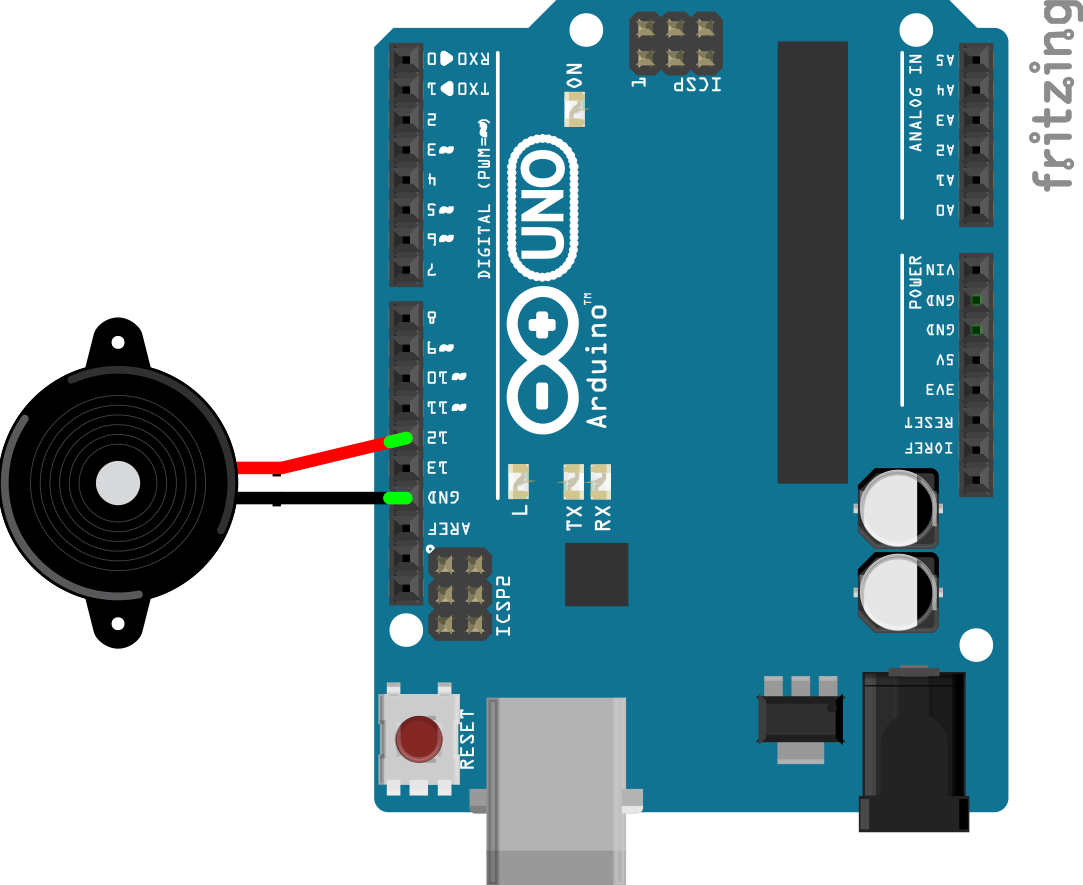 RX0◀0
TX0▶1
2
~3
4
~5
~6
7
8
~9
~10
~11
12
13
GND
AREF
DIGITAL (PWM=~)
ON
1
ICSP
UNO
Arduino™
L
TX
RX
ICSP2
RESET
ANALOG IN
A5
A4
A3
A2
A1
A0
POWER
VIN
GND
GND
5V
3V3
RESET
IOREF
fritzing